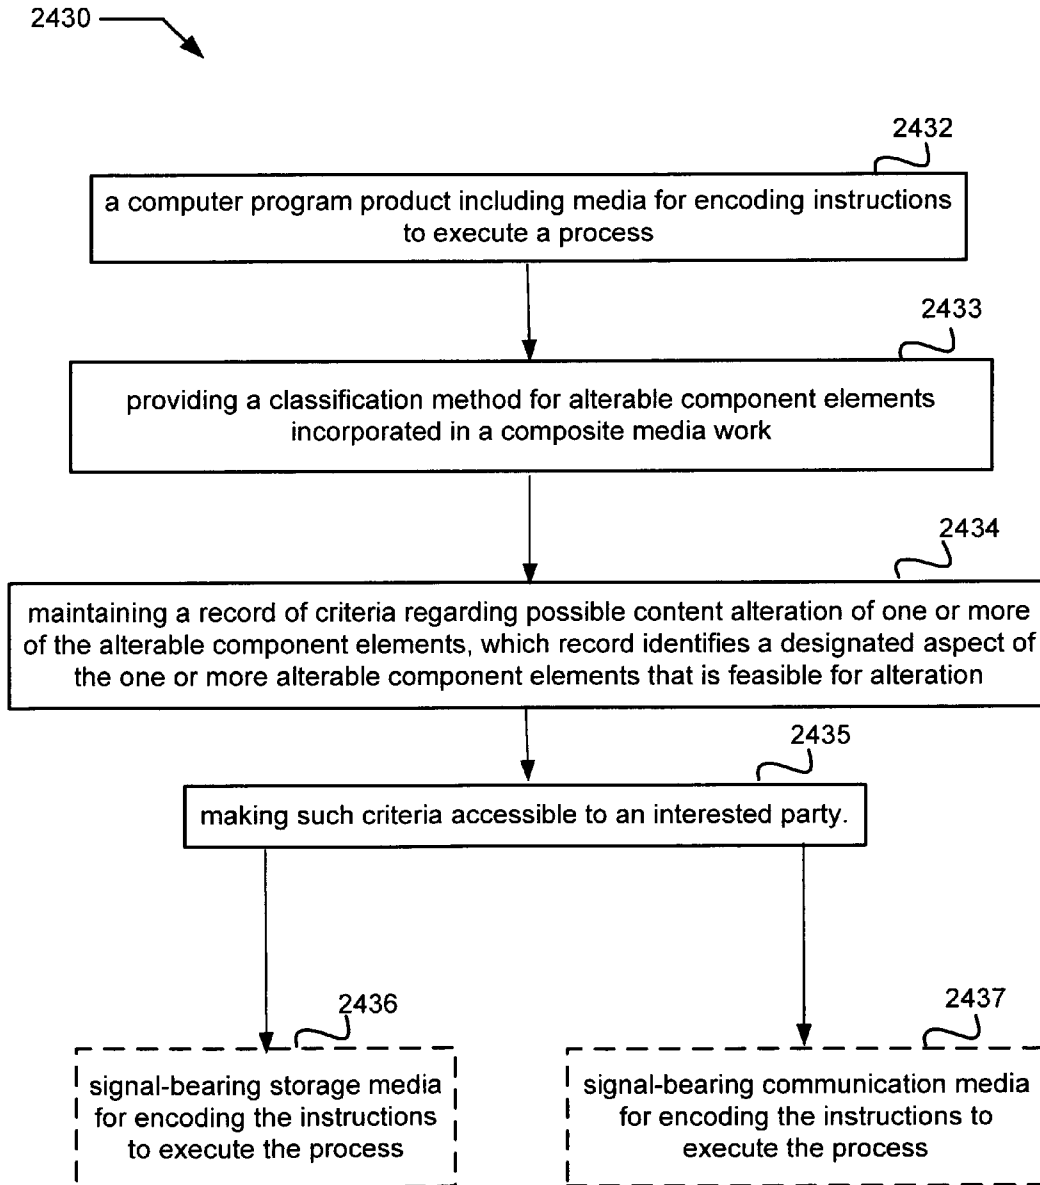 2430
2432
a computer program product including media for encoding instructions
to execute a process
2433
providing a classification method for alterable component elements
incorporated in a composite media work
2434
maintaining a record of criteria regarding possible content alteration of one or more
of the alterable component elements, which record identifies a designated aspect of
the one or more alterable component elements that is feasible for alteration
2435
making such criteria accessible to an interested party.
2436
signal-bearing storage media
for encoding the instructions
to execute the process
2437
signal-bearing communication media
for encoding the instructions to
execute the process